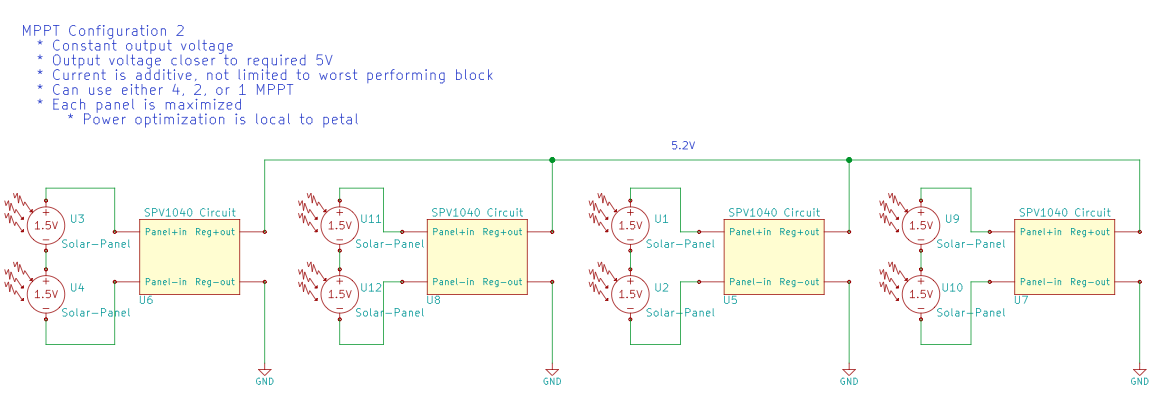 MPPT Configuration 2
* Constant output voltage
* Output voltage closer to required 5V
* Current is additive, not limited to worst performing block
* Can use either 4, 2, or 1 MPPT
* Each panel is maximized
* Power optimization is local to petal
5.2V
SPV1040 Circuit
SPV1040 Circuit
SPV1040 Circuit
SPV1040 Circuit
+
1.5V
−
U3
Solar-Panel
Panel+in Reg+out
+
1.5V
−
U11
Solar-Panel
Panel+in Reg+out
+
1.5V
−
U1
Solar-Panel
Panel+in Reg+out
+
1.5V
−
U9
Solar-Panel
Panel+in Reg+out
+
1.5V
−
U4
Solar-Panel
Panel-in Reg-out
U6
+
1.5V
−
U12
Solar-Panel
Panel-in Reg-out
U8
+
1.5V
−
U2
Solar-Panel
Panel-in Reg-out
U5
+
1.5V
−
U10
Solar-Panel
Panel-in Reg-out
U7
GND
GND
GND
GND